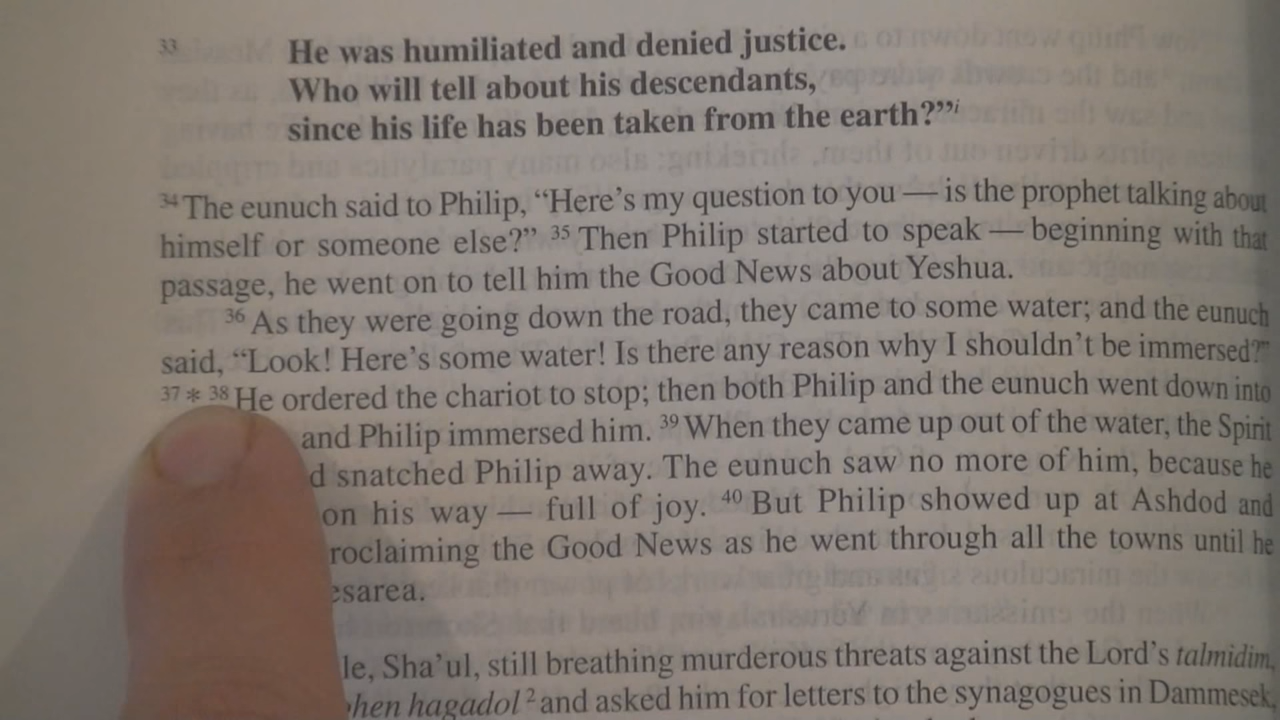 33 He was humiliated and denied justice.
Who will tell about his descendants,
since his life has been taken from the earth?”i
34 The eunuch said to Philip, “Here’s my question to you — is the prophet talking about
himself or someone else?” 35 Then Philip started to speak — beginning with that
passage, he went on to tell him the Good News about Yeshua.
36 As they were going down the road, they came to some water; and the eunuch
said, “Look! Here’s some water! Is there any reason why I shouldn’t be immersed?”
37 * 38 He ordered the chariot to stop; then both Philip and the eunuch went down into
and Philip immersed him. 39 When they came up out of the water, the Spirit
d snatched Philip away. The eunuch saw no more of him, because he
on his way — full of joy. 40 But Philip showed up at Ashdod and
roclaiming the Good News as he went through all the towns until he
esarea.
le, Sha’ul, still breathing murderous threats against the Lord’s talmidim,
hen hagadol 2 and asked him for letters to the synagogues in Dammesek,